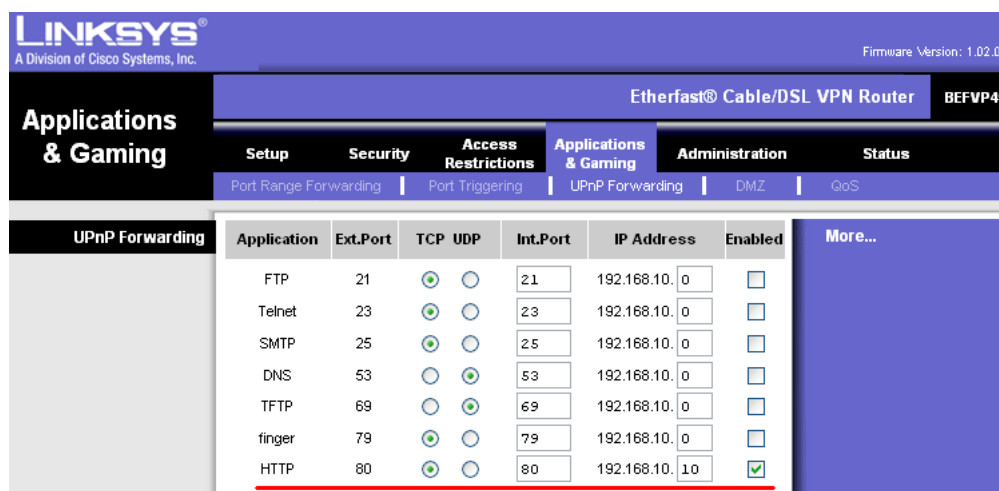 LINKSYS®
A Division of Cisco Systems, Inc.
Firmware Version: 1.02.0
Etherfast® Cable/DSL VPN Router BEFVP4
Applications & Gaming
Setup Security Access Restrictions Applications & Gaming Administration Status
Port Range Forwarding Port Triggering UPnP Forwarding DMZ QoS
UPnP Forwarding
Application Ext.Port TCP UDP Int.Port IP Address Enabled
More...
FTP 21 21 192.168.10. 0
Telnet 23 23 192.168.10. 0
SMTP 25 25 192.168.10. 0
DNS 53 53 192.168.10. 0
TFTP 69 69 192.168.10. 0
finger 79 79 192.168.10. 0
HTTP 80 80 192.168.10. 10